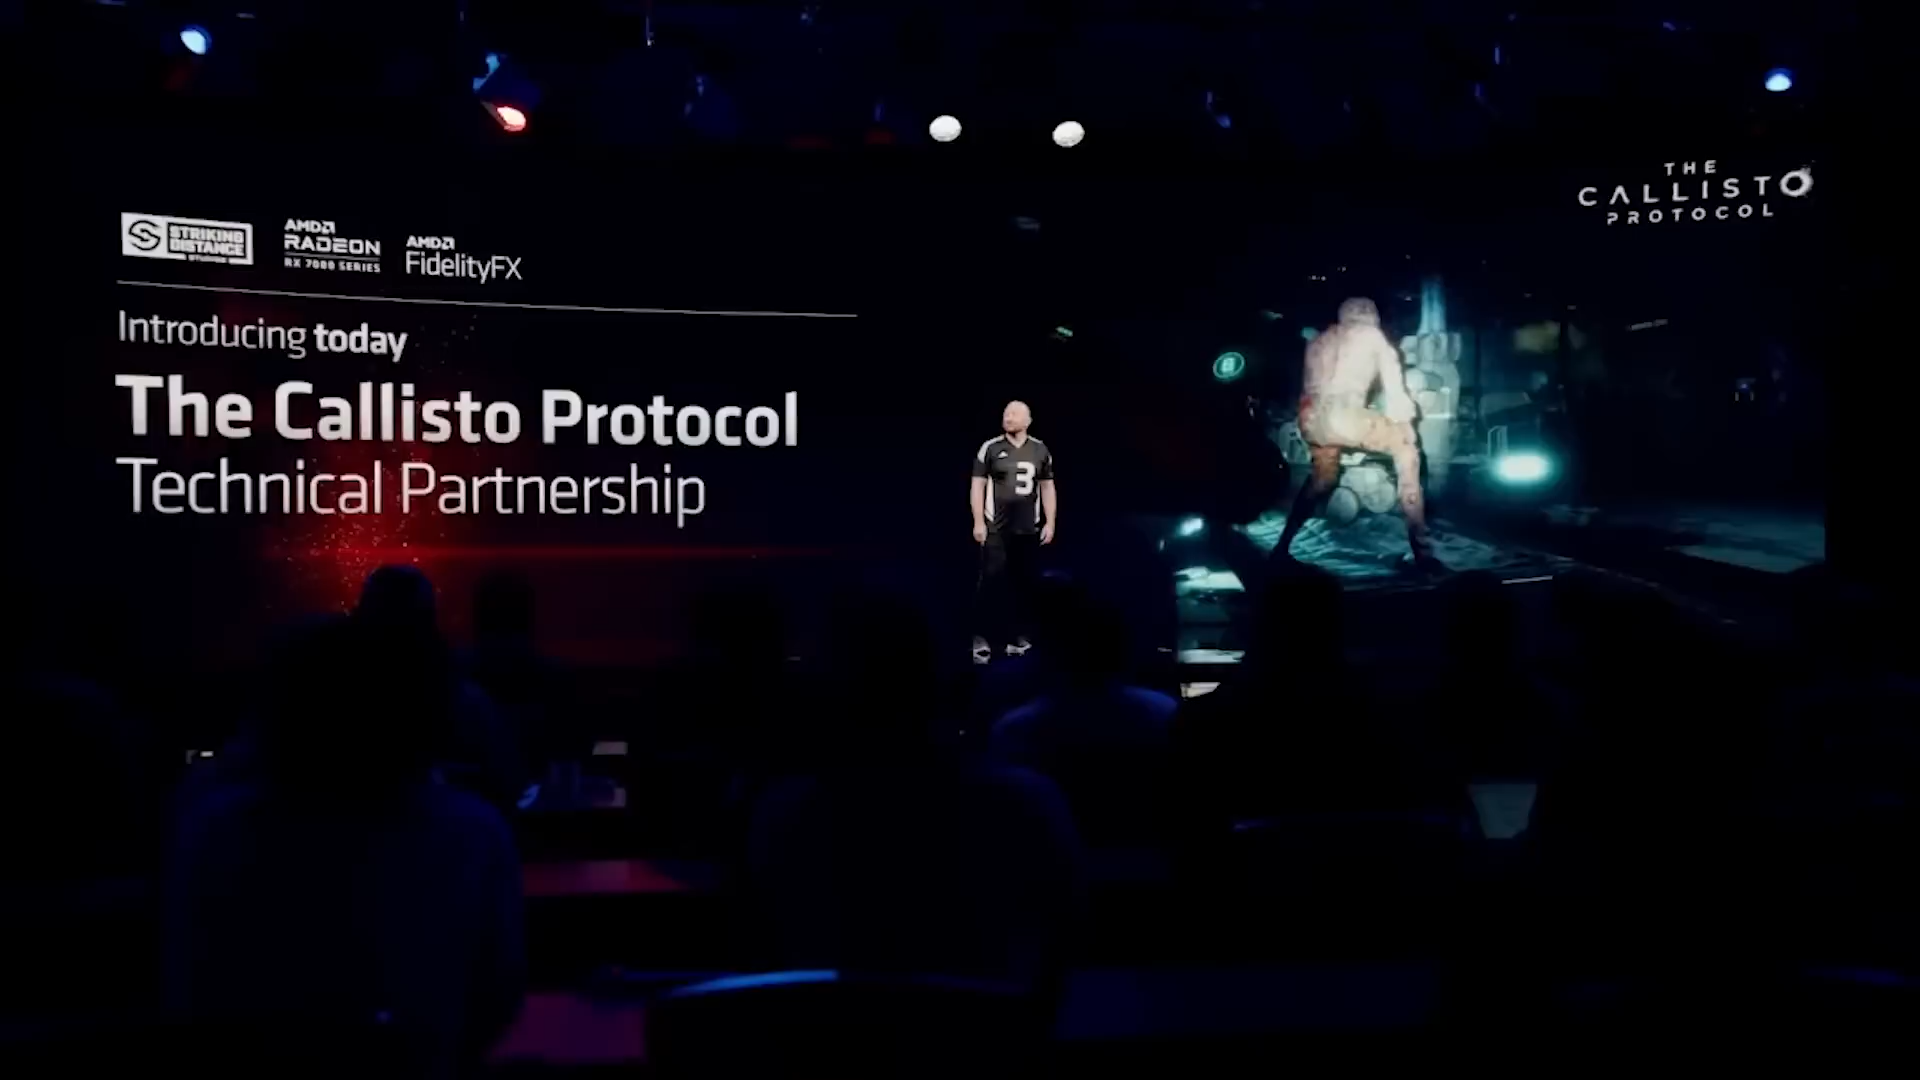 STRIKING
DISTANCE
STUDIOS
AMD
RADEON
RX 7000 SERIES
AMD
FidelityFX
Introducing today
The Callisto Protocol
Technical Partnership
3
THE
CALLISTO
PROTOCOL